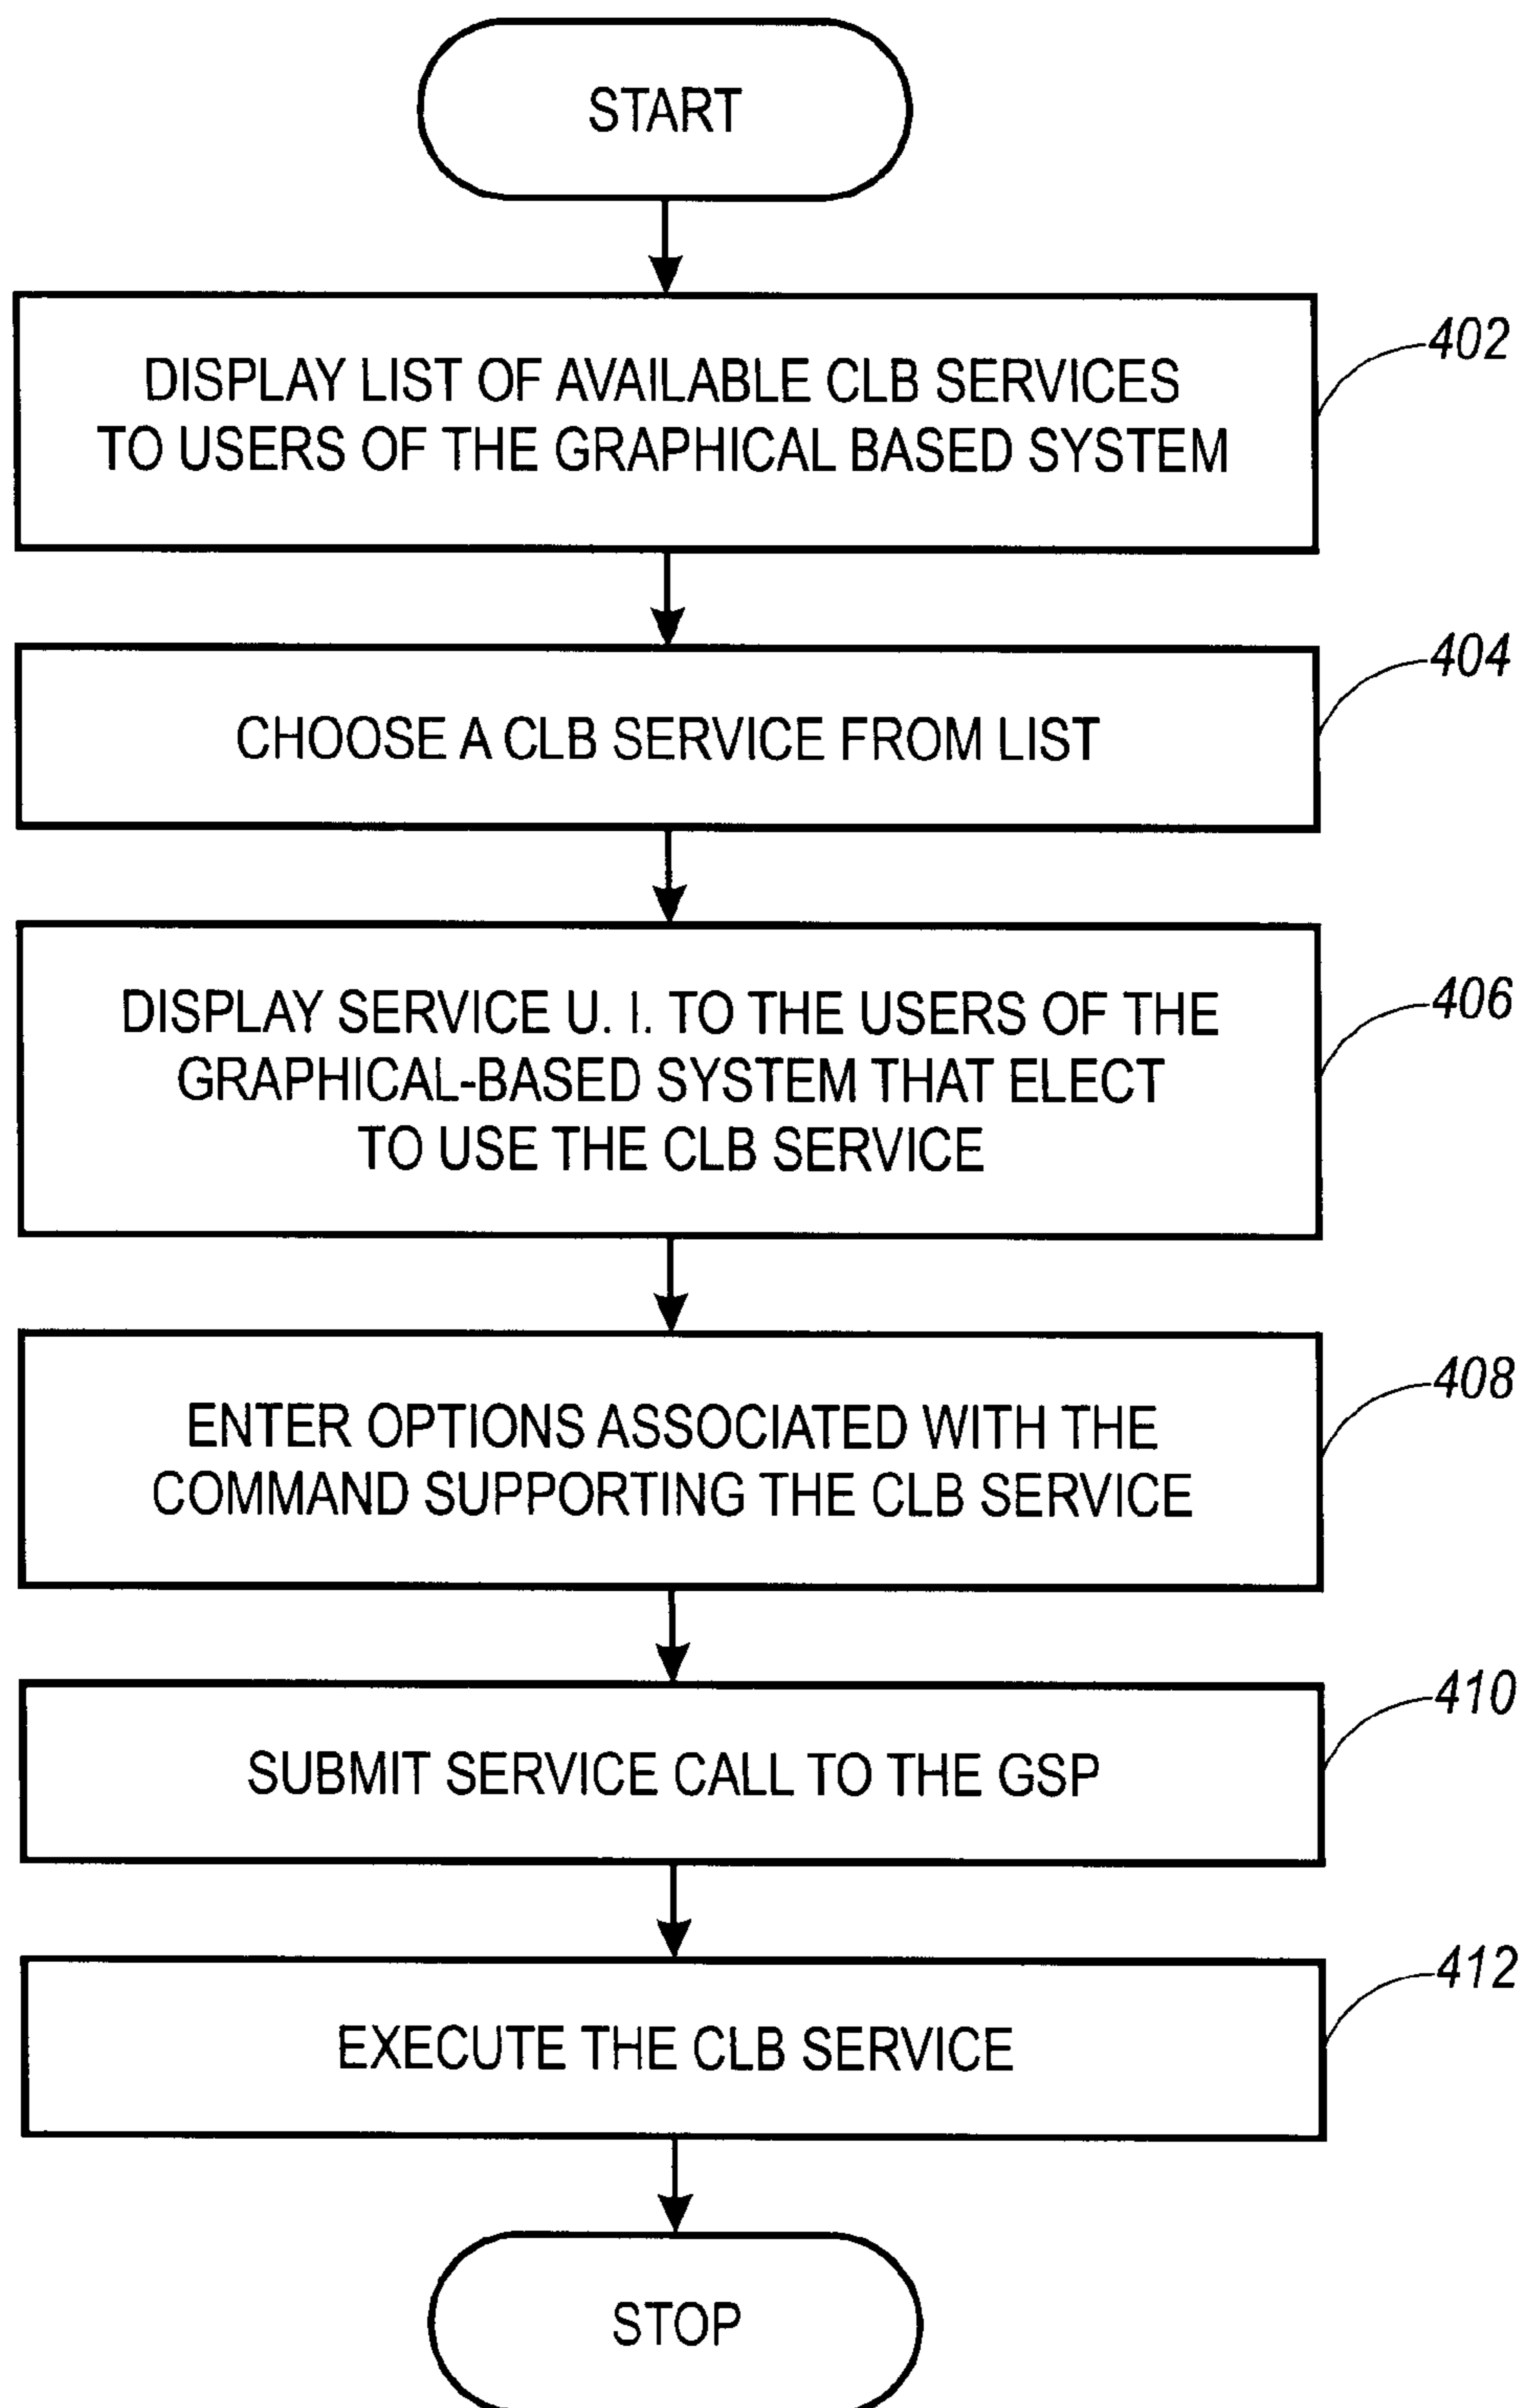 START
DISPLAY LIST OF AVAILABLE CLB SERVICES
TO USERS OF THE GRAPHICAL BASED SYSTEM
402
CHOOSE A CLB SERVICE FROM LIST
404
DISPLAY SERVICE U. I. TO THE USERS OF THE
GRAPHICAL-BASED SYSTEM THAT ELECT
TO USE THE CLB SERVICE
406
ENTER OPTIONS ASSOCIATED WITH THE
COMMAND SUPPORTING THE CLB SERVICE
408
SUBMIT SERVICE CALL TO THE GSP
410
EXECUTE THE CLB SERVICE
412
STOP